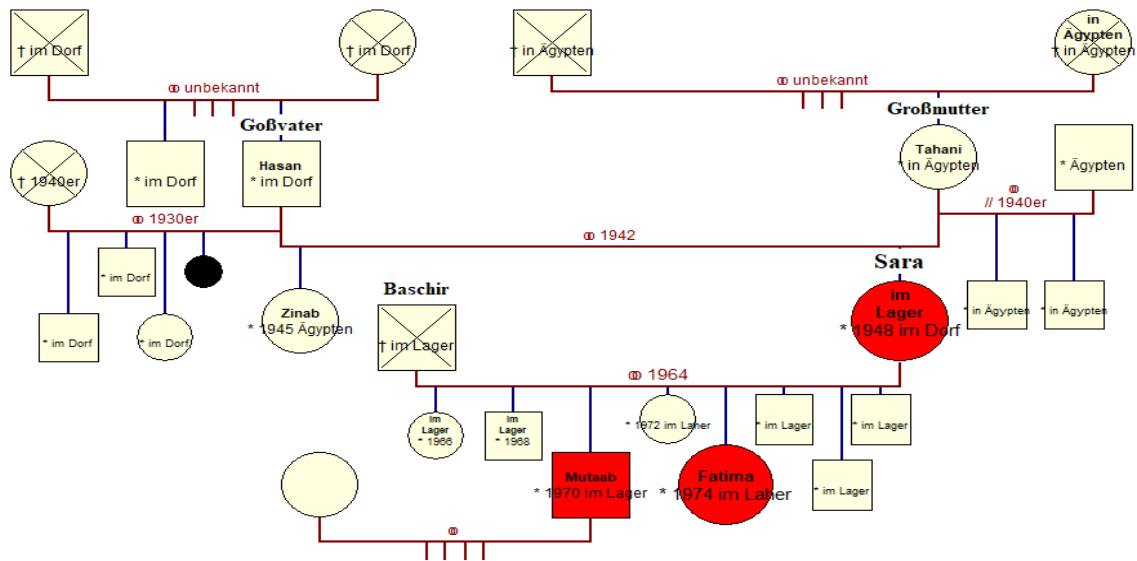 † im Dorf
† im Dorf
† in Ägypten
in
Ägypten
† in Ägypten
⚭ unbekannt
⚭ unbekannt
Goßvater
Großmutter
† 1940er
* im Dorf
Hasan
* im Dorf
Tahani
* in Ägypten
* Ägypten
⚭ 1930er
⚭
// 1940er
⚭ 1942
* im Dorf
* im Dorf
* im Dorf
Zinab
* 1945 Ägypten
Baschir
† im Lager
Sara
im
Lager
* 1948 im Dorf
* in Ägypten
* in Ägypten
⚭ 1964
im
Lager
* 1966
im
Lager
* 1968
* 1972 im Laher
* im Lager
* im Lager
Mutaab
* 1970 im Lager
Fatima
* 1974 im Laher
* im Lager
⚭